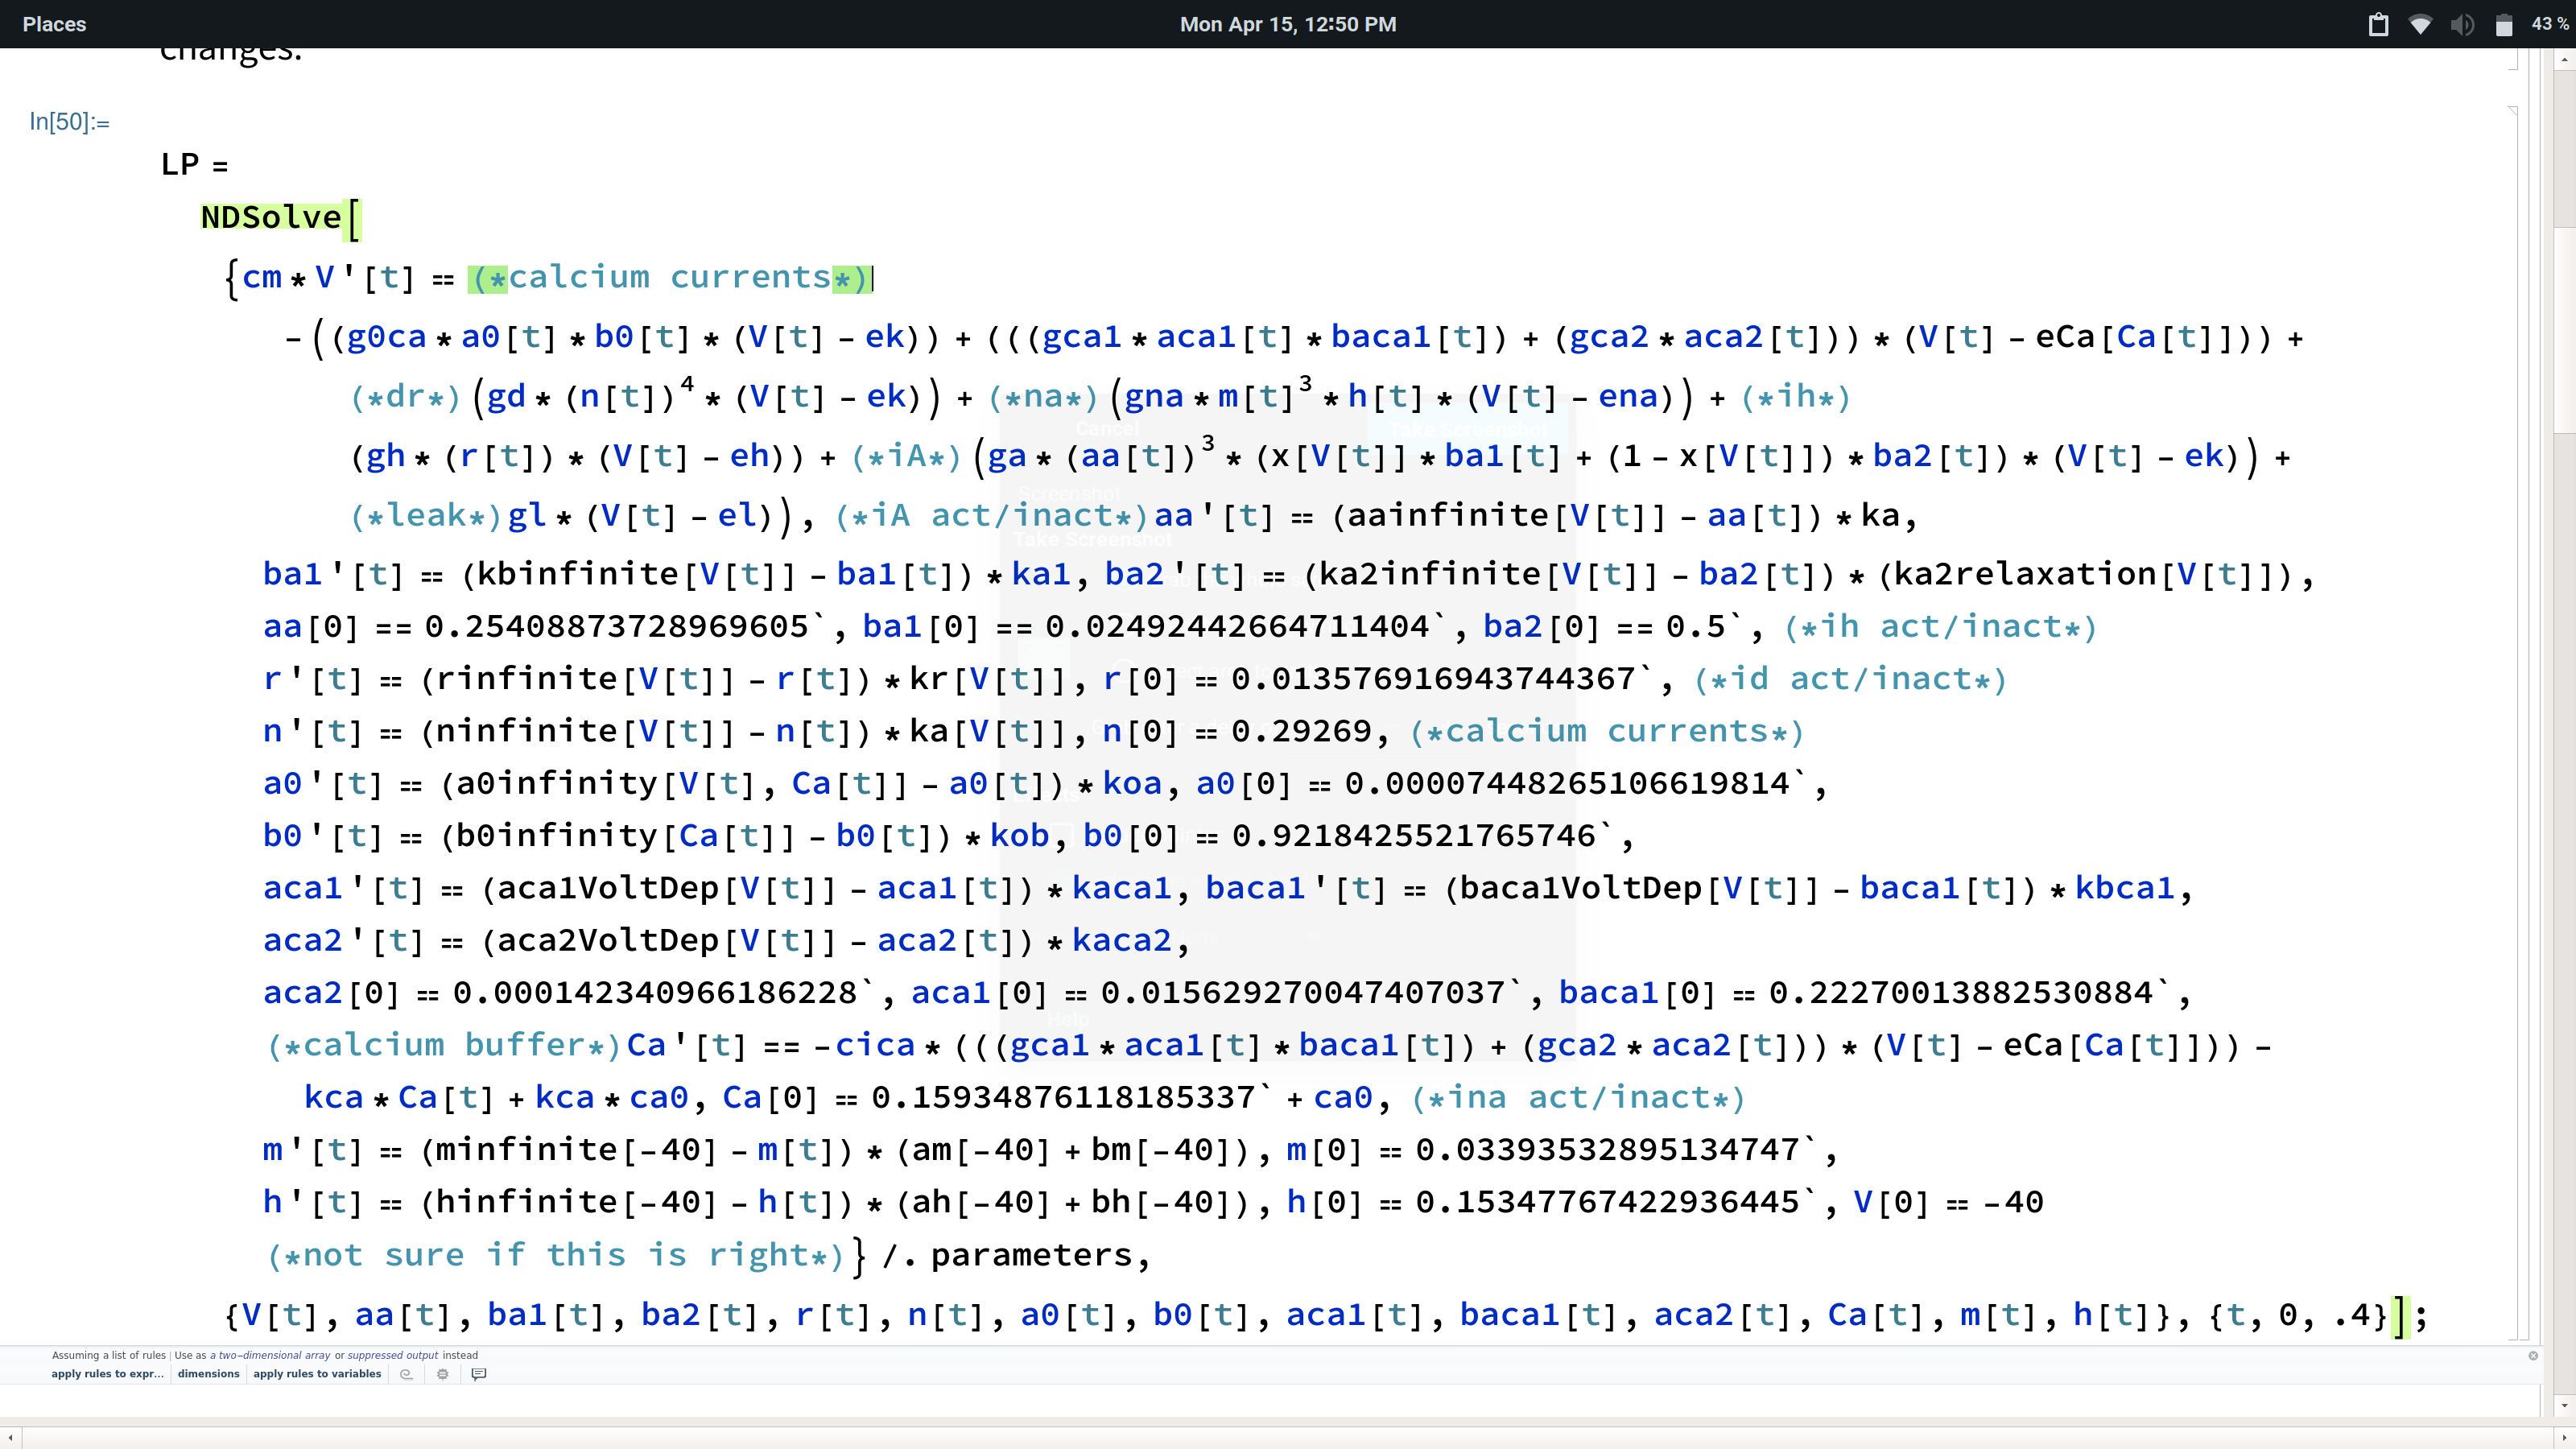 Places
Mon Apr 15, 12:50 PM
43 %
changes.
In[50]:=
LP =
NDSolve[
{cm * V '[t] == (*calcium currents*)
- ((g0ca * a0[t] * b0[t] * (V[t] - ek)) + (((gca1 * aca1[t] * baca1[t]) + (gca2 * aca2[t])) * (V[t] - eCa[Ca[t]])) +
(*dr*) (gd * (n[t])^4 * (V[t] - ek)) + (*na*) (gna * m[t]^3 * h[t] * (V[t] - ena)) + (*ih*)
(gh * (r[t]) * (V[t] - eh)) + (*iA*) (ga * (aa[t])^3 * (x[V[t]] * ba1[t] + (1 - x[V[t]]) * ba2[t]) * (V[t] - ek)) +
(*leak*)gl * (V[t] - el)), (*iA act/inact*)aa '[t] == (aainfinite[V[t]] - aa[t]) * ka,
ba1 '[t] == (kbinfinite[V[t]] - ba1[t]) * ka1, ba2 '[t] == (ka2infinite[V[t]] - ba2[t]) * (ka2relaxation[V[t]]),
aa[0] == 0.25408873728969605`, ba1[0] == 0.02492442664711404`, ba2[0] == 0.5`, (*ih act/inact*)
r '[t] == (rinfinite[V[t]] - r[t]) * kr[V[t]], r[0] == 0.013576916943744367`, (*id act/inact*)
n '[t] == (ninfinite[V[t]] - n[t]) * ka[V[t]], n[0] == 0.29269, (*calcium currents*)
a0 '[t] == (a0infinity[V[t], Ca[t]] - a0[t]) * koa, a0[0] == 0.00007448265106619814`,
b0 '[t] == (b0infinity[Ca[t]] - b0[t]) * kob, b0[0] == 0.9218425521765746`,
aca1 '[t] == (aca1VoltDep[V[t]] - aca1[t]) * kaca1, baca1 '[t] == (baca1VoltDep[V[t]] - baca1[t]) * kbca1,
aca2 '[t] == (aca2VoltDep[V[t]] - aca2[t]) * kaca2,
aca2[0] == 0.000142340966186228`, aca1[0] == 0.015629270047407037`, baca1[0] == 0.22270013882530884`,
(*calcium buffer*)Ca '[t] == -cica * (((gca1 * aca1[t] * baca1[t]) + (gca2 * aca2[t])) * (V[t] - eCa[Ca[t]])) -
kca * Ca[t] + kca * ca0, Ca[0] == 0.15934876118185337` + ca0, (*ina act/inact*)
m '[t] == (minfinite[-40] - m[t]) * (am[-40] + bm[-40]), m[0] == 0.03393532895134747`,
h '[t] == (hinfinite[-40] - h[t]) * (ah[-40] + bh[-40]), h[0] == 0.15347767422936445`, V[0] == -40
(*not sure if this is right*)} /. parameters,
{V[t], aa[t], ba1[t], ba2[t], r[t], n[t], a0[t], b0[t], aca1[t], baca1[t], aca2[t], Ca[t], m[t], h[t]}, {t, 0, .4}];
Cancel
Take Screenshot
Screenshot
Take Screenshot
Help
Assuming a list of rules | Use as a two-dimensional array or suppressed output instead
apply rules to expr... dimensions apply rules to variables